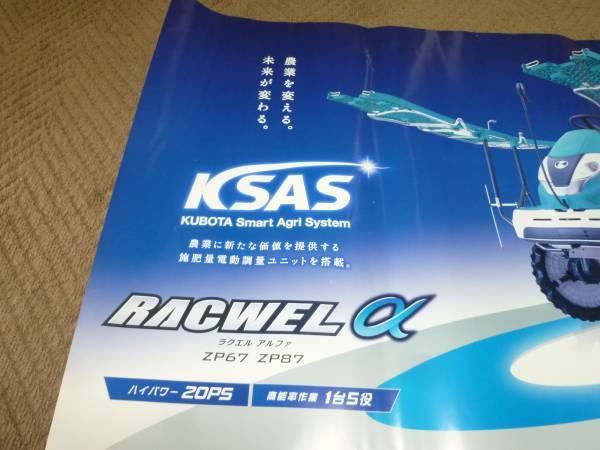 農業を変える。
未来が変わる。
KSAS
KUBOTA Smart Agri System
農業に新たな価値を提供する
施肥量電動調量ユニットを搭載。
RACWEL α
ラクエル アルファ
ZP67 ZP87
ハイパワー 20PS
高能率作業 1台5役